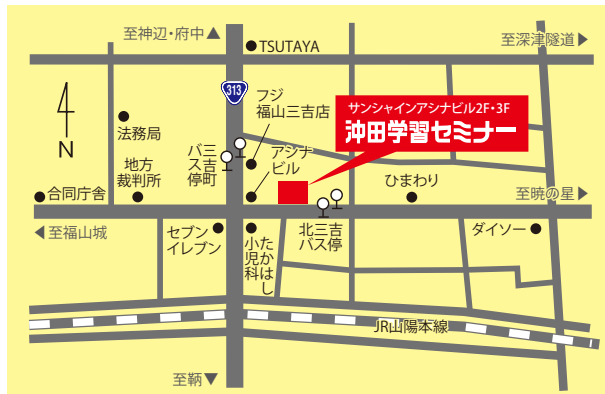 至神辺・府中▲
TSUTAYA
至深津隧道▶
313
フジ
福山三吉店
サンシャインアシナビル2F・3F
沖田学習セミナー
N
法務局
三吉町
バス停
アシナ
ビル
地方
裁判所
合同庁舎
ひまわり
至暁の星▶
◀至福山城
セブン
イレブン
たかはし
小児科
北三吉
バス停
ダイソー
JR山陽本線
至鞆▼